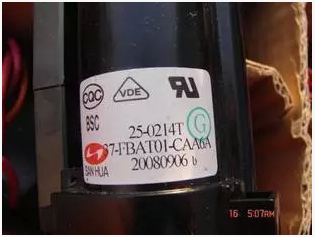 CQC
VDE
BSC
25-0214T
G
37-FBAT01-CAA6A
SAN HUA
20080906 b
16 5:07AM